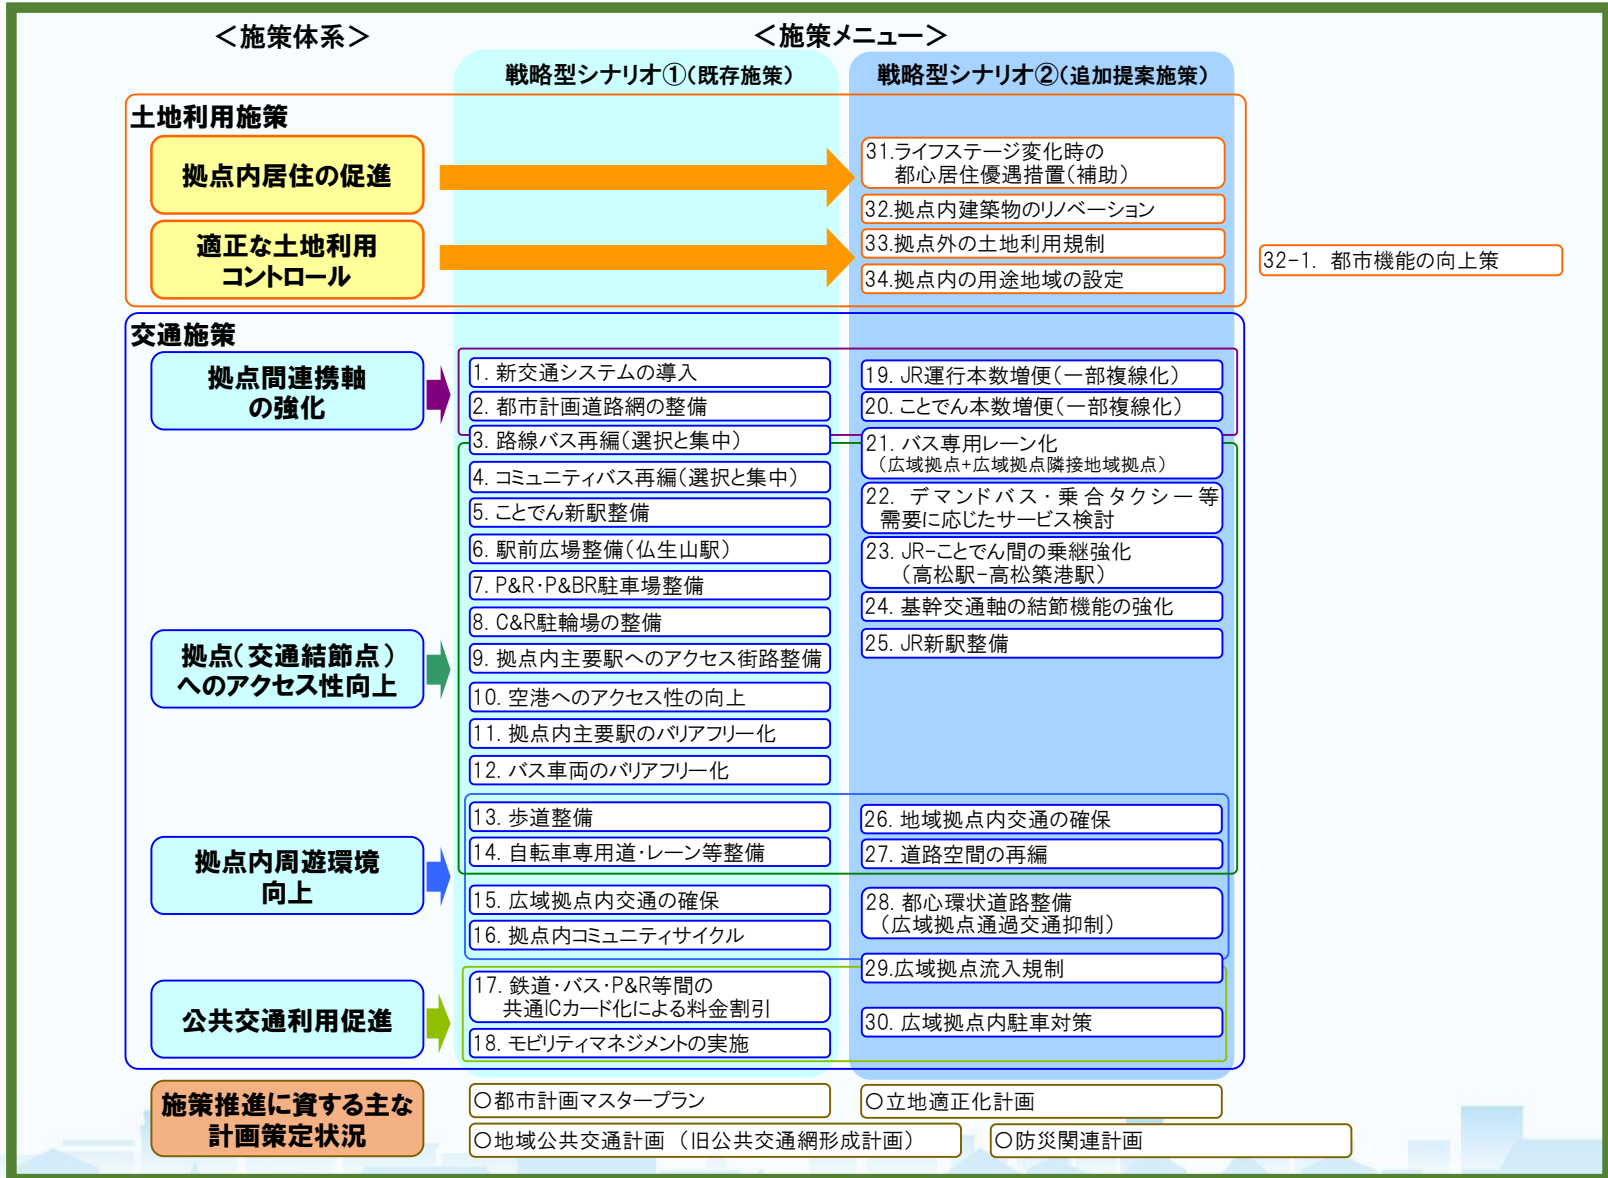 ＜施策体系＞
＜施策メニュー＞
戦略型シナリオ①(既存施策)
戦略型シナリオ②(追加提案施策)
土地利用施策
拠点内居住の促進
31.ライフステージ変化時の
都心居住優遇措置(補助)
32.拠点内建築物のリノベーション
適正な土地利用
コントロール
33.拠点外の土地利用規制
34.拠点内の用途地域の設定
32-1. 都市機能の向上策
交通施策
拠点間連携軸
の強化
1. 新交通システムの導入
2. 都市計画道路網の整備
3. 路線バス再編(選択と集中)
4. コミュニティバス再編(選択と集中)
5. ことでん新駅整備
6. 駅前広場整備(仏生山駅)
7. P&R･P&BR駐車場整備
8. C&R駐輪場の整備
9. 拠点内主要駅へのアクセス街路整備
10. 空港へのアクセス性の向上
11. 拠点内主要駅のバリアフリー化
12. バス車両のバリアフリー化
19. JR運行本数増便(一部複線化)
20. ことでん本数増便(一部複線化)
21. バス専用レーン化
(広域拠点+広域拠点隣接地域拠点)
22. デマンドバス・乗合タクシー等
需要に応じたサービス検討
23. JR-ことでん間の乗継強化
(高松駅-高松築港駅)
24. 基幹交通軸の結節機能の強化
25. JR新駅整備
拠点(交通結節点)
へのアクセス性向上
拠点内周遊環境
向上
13. 歩道整備
14. 自転車専用道･レーン等整備
15. 広域拠点内交通の確保
16. 拠点内コミュニティサイクル
26. 地域拠点内交通の確保
27. 道路空間の再編
28. 都心環状道路整備
(広域拠点通過交通抑制)
29.広域拠点流入規制
公共交通利用促進
17. 鉄道･バス･P&R等間の
共通ICカード化による料金割引
18. モビリティマネジメントの実施
30. 広域拠点内駐車対策
施策推進に資する主な
計画策定状況
○都市計画マスタープラン
○立地適正化計画
○地域公共交通計画（旧公共交通網形成計画）
○防災関連計画